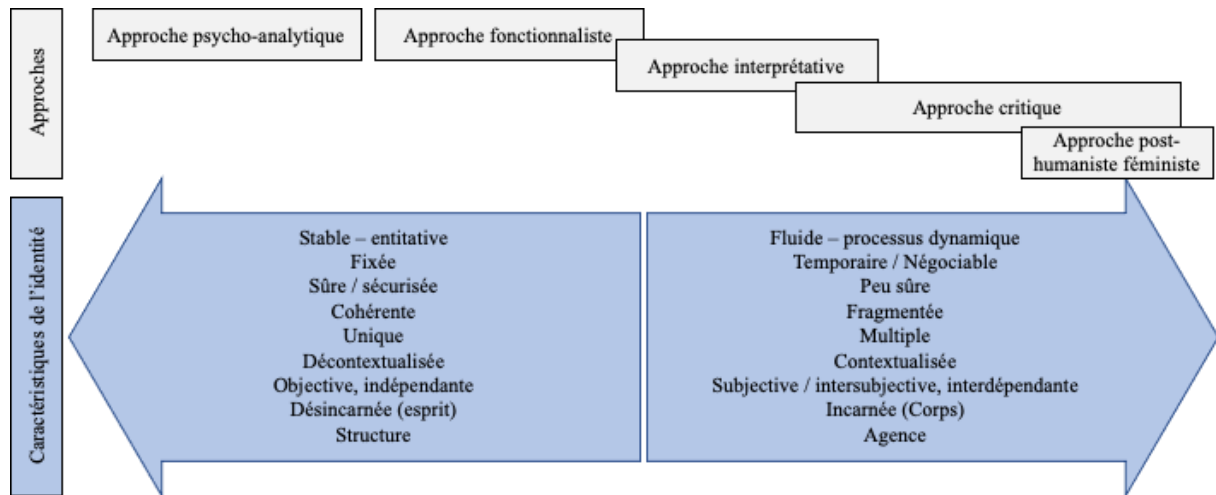 Approches
Approche psycho-analytique
Approche fonctionnaliste
Approche interprétative
Approche critique
Approche post-
humaniste féministe
Caractéristiques de l'identité
Stable – entitative
Fixée
Sûre / sécurisée
Cohérente
Unique
Décontextualisée
Objective, indépendante
Désincarnée (esprit)
Structure
Fluide – processus dynamique
Temporaire / Négociable
Peu sûre
Fragmentée
Multiple
Contextualisée
Subjective / intersubjective, interdépendante
Incarnée (Corps)
Agence